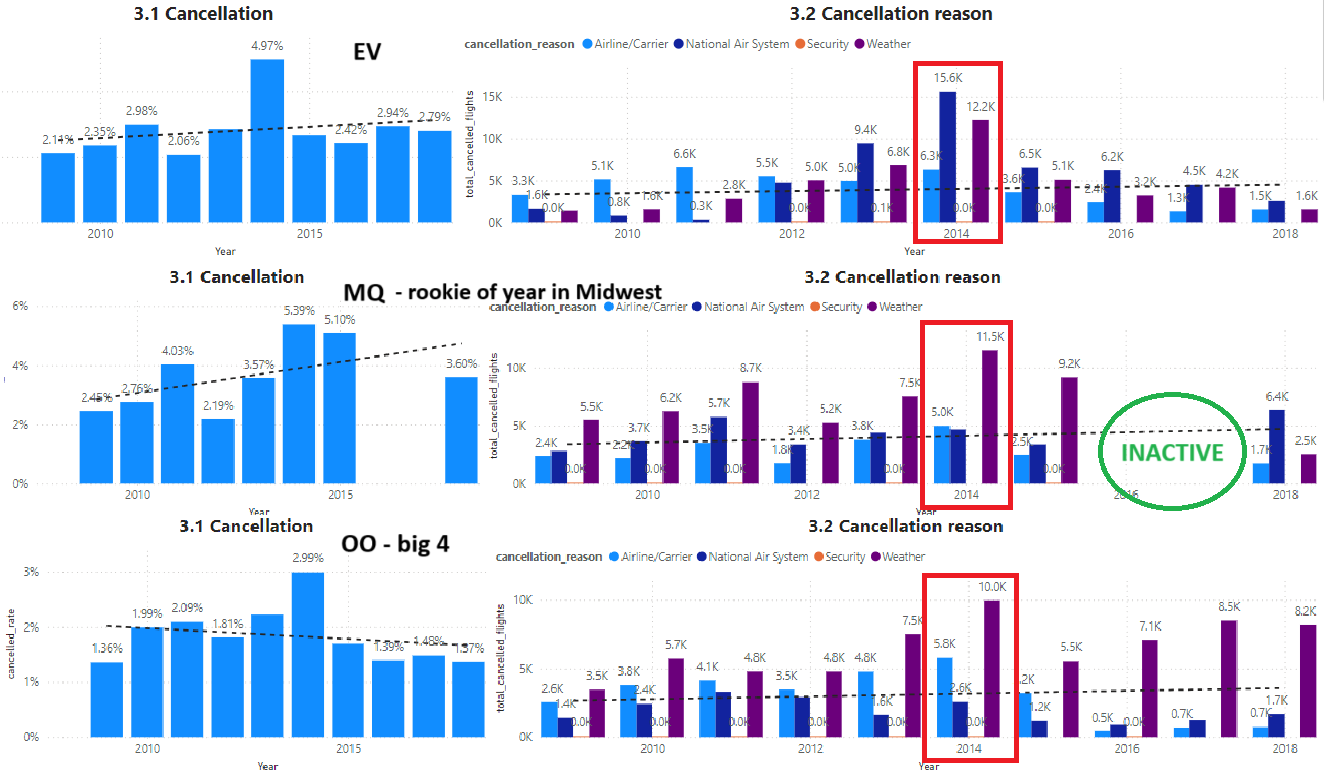 3.1 Cancellation
EV
4.97%
2.11%
2.35%
2.98%
2.06%
2.42%
2.94%
2.79%
2010
2015
Year
3.2 Cancellation reason
cancellation_reason Airline/Carrier National Air System Security Weather
total_cancelled_flights
15K
10K
5K
0K
3.3K
1.6K
0.0K
5.1K
0.8K
1.6K
6.6K
0.3K
2.8K
5.5K
5.0K
0.0K
5.0K
9.4K
0.1K
6.8K
6.3K
15.6K
0.0K
12.2K
3.6K
6.5K
0.0K
5.1K
2.4K
6.2K
3.2K
1.3K
4.5K
4.2K
1.5K
1.6K
2010
2012
2014
2016
2018
Year
3.1 Cancellation
MQ - rookie of year in Midwest
6%
4%
2%
0%
2.45%
2.76%
4.03%
2.19%
3.57%
5.39%
5.10%
3.60%
2010
2015
Year
3.2 Cancellation reason
cancellation_reason Airline/Carrier National Air System Security Weather
total_cancelled_flights
10K
5K
0K
2.4K
0.0K
5.5K
2.2K
3.7K
0.0K
6.2K
3.5K
5.7K
0.0K
8.7K
1.8K
3.4K
5.2K
3.8K
0.0K
7.5K
5.0K
11.5K
2.5K
0.0K
9.2K
INACTIVE
1.7K
6.4K
2.5K
2010
2012
2014
2016
2018
Year
3.1 Cancellation
OO - big 4
cancelled_rate
3%
2%
1%
0%
1.36%
1.99%
2.09%
1.81%
2.99%
1.39%
1.48%
1.37%
2010
2015
Year
3.2 Cancellation reason
cancellation_reason Airline/Carrier National Air System Security Weather
total_cancelled_flights
10K
5K
0K
2.6K
1.4K
0.0K
3.5K
3.8K
2.4K
0.0K
5.7K
4.1K
0.0K
4.8K
3.5K
0.0K
4.8K
4.8K
1.6K
0.0K
7.5K
5.8K
2.6K
0.0K
10.0K
1.2K
5.5K
0.5K
0.0K
7.1K
0.7K
8.5K
0.7K
1.7K
8.2K
2010
2012
2014
2016
2018
Year